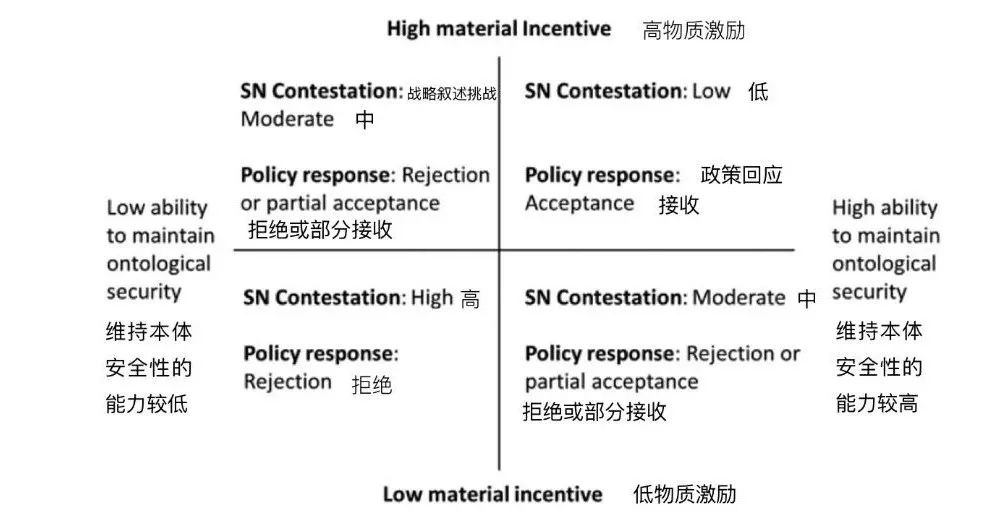 High material Incentive 高物质激励
SN Contestation: 战略叙述挑战
Moderate 中
Policy response: Rejection
or partial acceptance
拒绝或部分接收
SN Contestation: Low 低
Policy response: 政策回应
Acceptance 接收
Low ability
to maintain
ontological
security
维持本体
安全性的
能力较低
High ability
to maintain
ontological
security
维持本体
安全性的
能力较高
SN Contestation: High 高
Policy response:
Rejection 拒绝
SN Contestation: Moderate 中
Policy response: Rejection or
partial acceptance
拒绝或部分接收
Low material incentive 低物质激励